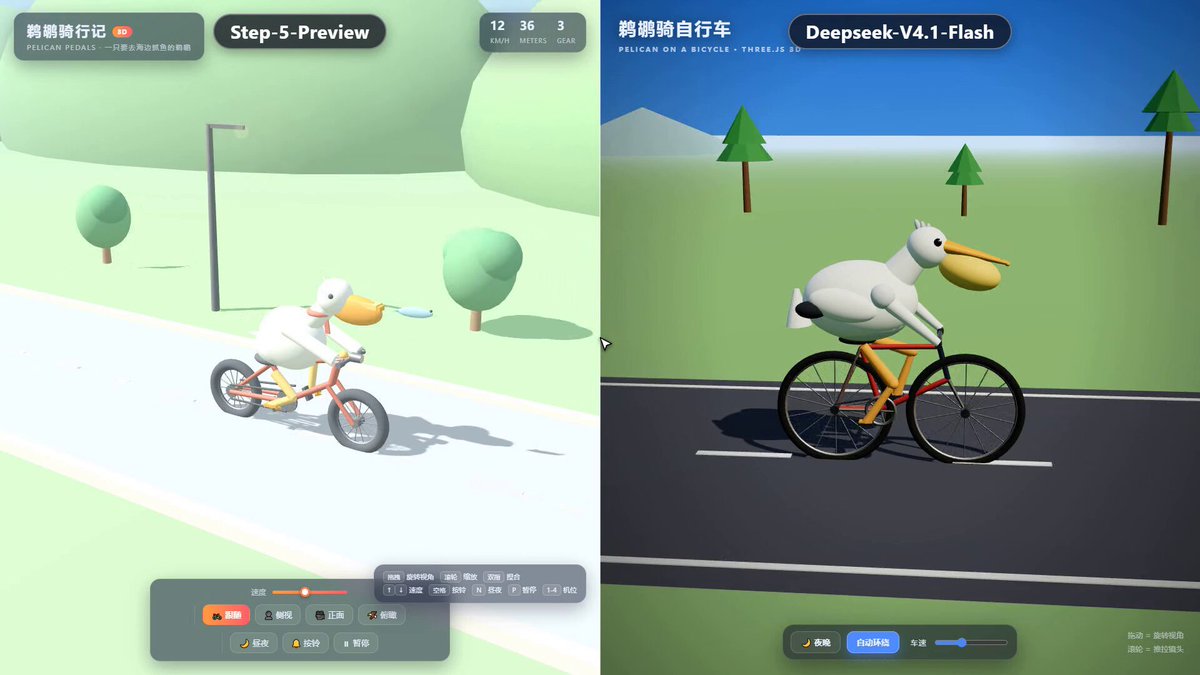 鹈鹕骑行记 3D
PELICAN PEDALS · 一只要去海边抓鱼的鹈鹕
Step-5-Preview
12 36 3
KM/H METERS GEAR
速度
跟随 侧视 正面 俯瞰
昼夜 按铃 暂停
拖拽 旋转视角 滚轮 缩放 双指 捏合
↑ ↓ 速度 空格 按铃 N 昼夜 P 暂停 1-4 机位
鹈鹕骑自行车
PELICAN ON A BICYCLE · THREE.JS 3D
Deepseek-V4.1-Flash
夜晚 自动环绕 车速
拖动 = 旋转视角
滚轮 = 推拉镜头